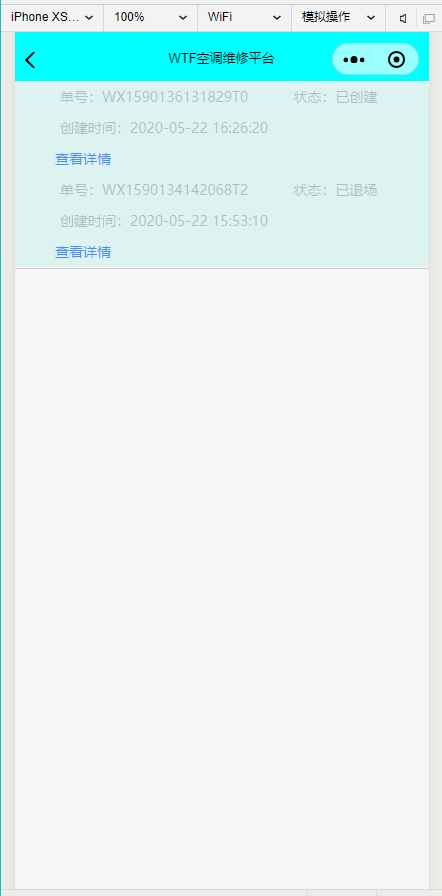 iPhone XS... 100% WiFi 模拟操作
WTF空调维修平台
单号：WX1590136131829T0 状态：已创建
创建时间：2020-05-22 16:26:20
查看详情
单号：WX1590134142068T2 状态：已退场
创建时间：2020-05-22 15:53:10
查看详情